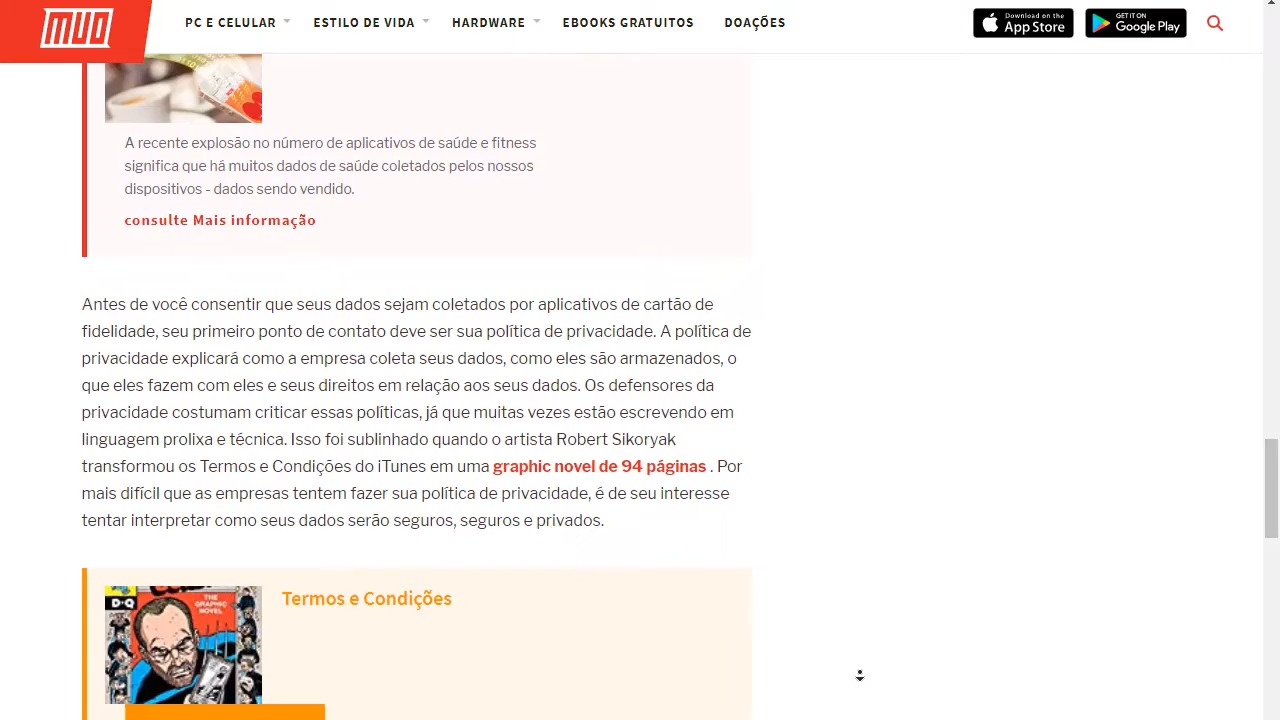 MUO
PC E CELULAR
ESTILO DE VIDA
HARDWARE
EBOOKS GRATUITOS
DOAÇÕES
Download on the
App Store
GET IT ON
Google Play
A recente explosão no número de aplicativos de saúde e fitness
significa que há muitos dados de saúde coletados pelos nossos
dispositivos - dados sendo vendido.
consulte Mais informação
Antes de você consentir que seus dados sejam coletados por aplicativos de cartão de
fidelidade, seu primeiro ponto de contato deve ser sua política de privacidade. A política de
privacidade explicará como a empresa coleta seus dados, como eles são armazenados, o
que eles fazem com eles e seus direitos em relação aos seus dados. Os defensores da
privacidade costumam criticar essas políticas, já que muitas vezes estão escrevendo em
linguagem prolixa e técnica. Isso foi sublinhado quando o artista Robert Sikoryak
transformou os Termos e Condições do iTunes em uma graphic novel de 94 páginas . Por
mais difícil que as empresas tentem fazer sua política de privacidade, é de seu interesse
tentar interpretar como seus dados serão seguros, seguros e privados.
D+Q
THE
GRAPHIC
NOVEL
Termos e Condições